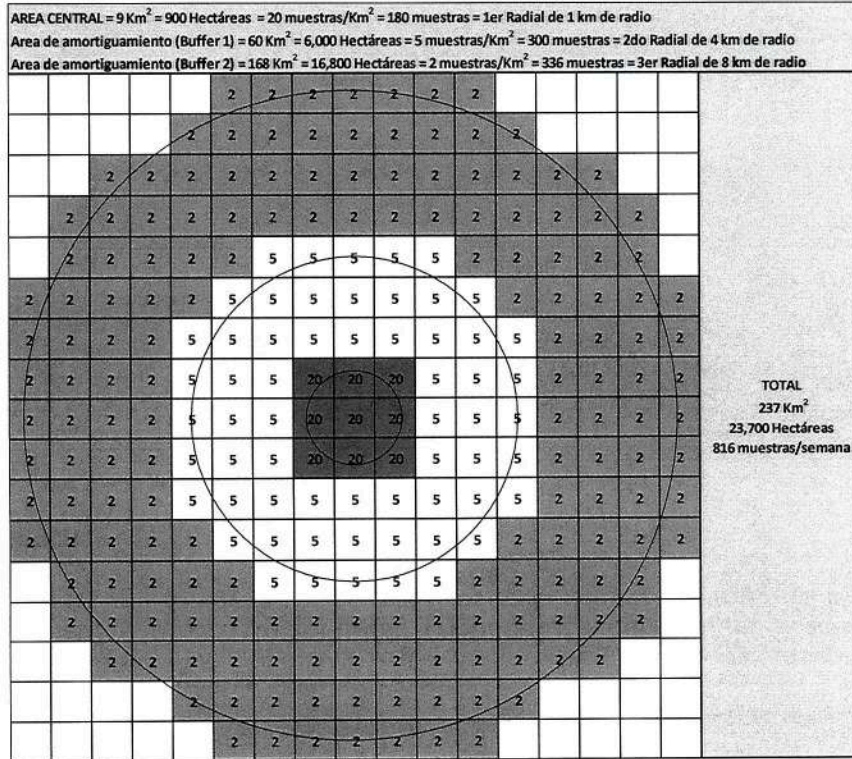 AREA CENTRAL = 9 Km² = 900 Hectáreas = 20 muestras/Km² = 180 muestras = 1er Radial de 1 km de radio
Area de amortiguamiento (Buffer 1) = 60 Km² = 6,000 Hectáreas = 5 muestras/Km² = 300 muestras = 2do Radial de 4 km de radio
Area de amortiguamiento (Buffer 2) = 168 Km² = 16,800 Hectáreas = 2 muestras/Km² = 336 muestras = 3er Radial de 8 km de radio
2 2 2 2 2 2 2
2 2 2 2 2 2 2 2 2
2 2 2 2 2 2 2 2 2 2 2 2 2
2 2 2 2 2 2 2 2 2 2 2 2 2 2 2
2 2 2 2 2 5 5 5 5 5 2 2 2 2 2
2 2 2 2 2 5 5 5 5 5 5 5 2 2 2 2 2
2 2 2 2 5 5 5 5 5 5 5 5 5 2 2 2 2
2 2 2 2 5 5 5 20 20 20 5 5 5 2 2 2 2
2 2 2 2 5 5 5 20 20 20 5 5 5 2 2 2 2
2 2 2 2 5 5 5 20 20 20 5 5 5 2 2 2 2
2 2 2 2 5 5 5 5 5 5 5 5 5 2 2 2 2
2 2 2 2 2 5 5 5 5 5 5 5 2 2 2 2 2
2 2 2 2 2 5 5 5 5 5 2 2 2 2 2
2 2 2 2 2 2 2 2 2 2 2 2 2 2 2
2 2 2 2 2 2 2 2 2 2 2 2 2
2 2 2 2 2 2 2 2 2
2 2 2 2 2 2 2
TOTAL
237 Km²
23,700 Hectáreas
816 muestras/semana